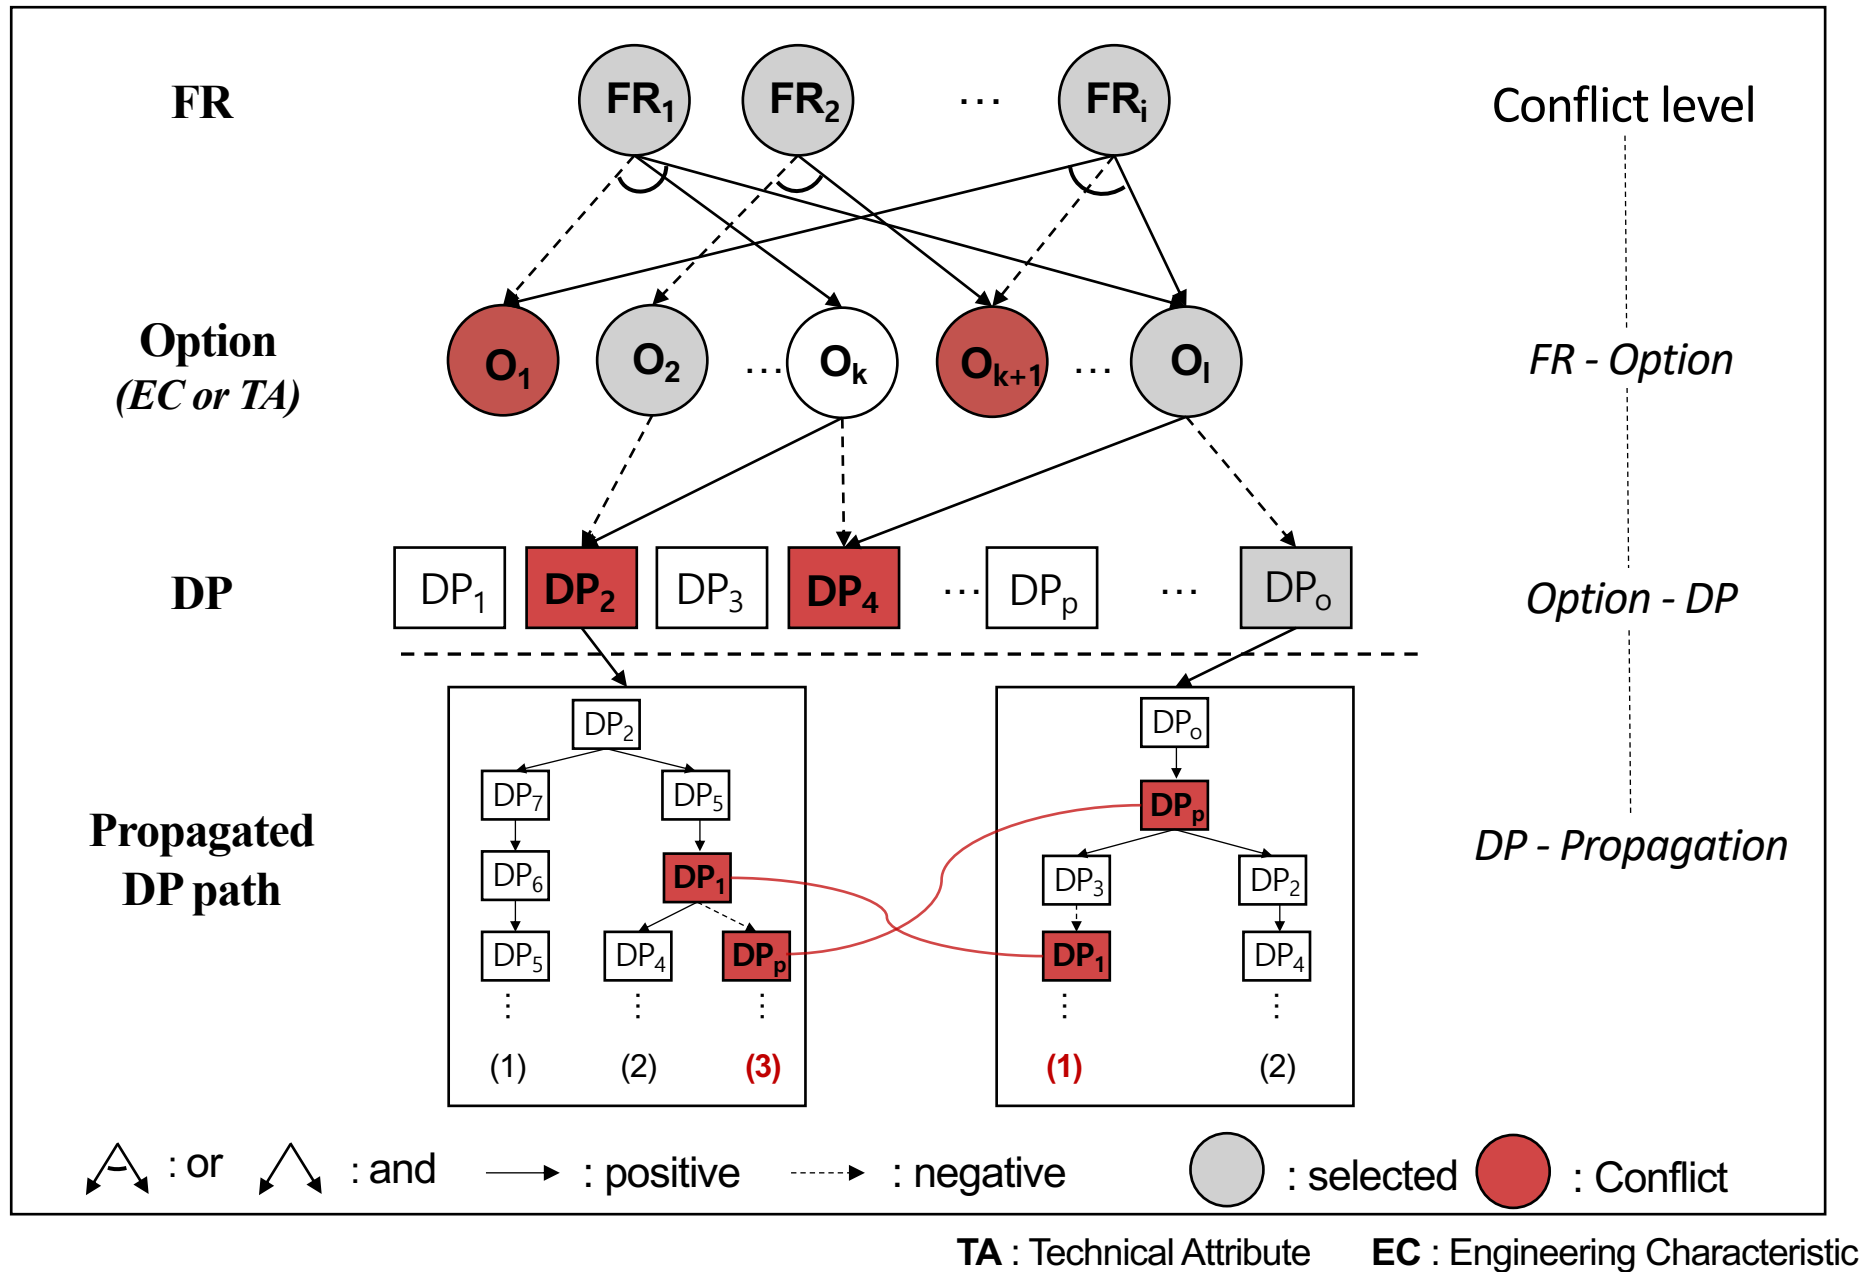 FR FR1 FR2 ... FRi Conflict level
Option
(EC or TA)
O1 O2 ... Ok Ok+1 ... Ol
FR - Option
DP DP1 DP2 DP3 DP4 ... DPp ... DPo
Option - DP
Propagated
DP path
DP2
DP7 DP5
DP6 DP1
DP5 DP4 DPp
⋮ ⋮ ⋮
(1) (2) (3)
DPo
DPp
DP3 DP2
DP1 DP4
⋮ ⋮
(1) (2)
DP - Propagation
: or : and : positive : negative : selected : Conflict
TA : Technical Attribute EC : Engineering Characteristic